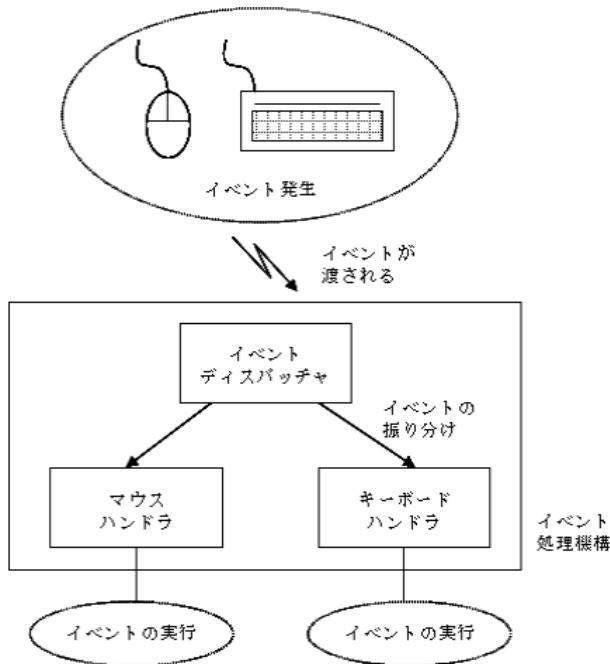 イベント発生
イベントが
渡される
イベント
ディスパッチャ
イベントの
振り分け
マウス
ハンドラ
キーボード
ハンドラ
イベント
処理機構
イベントの実行
イベントの実行